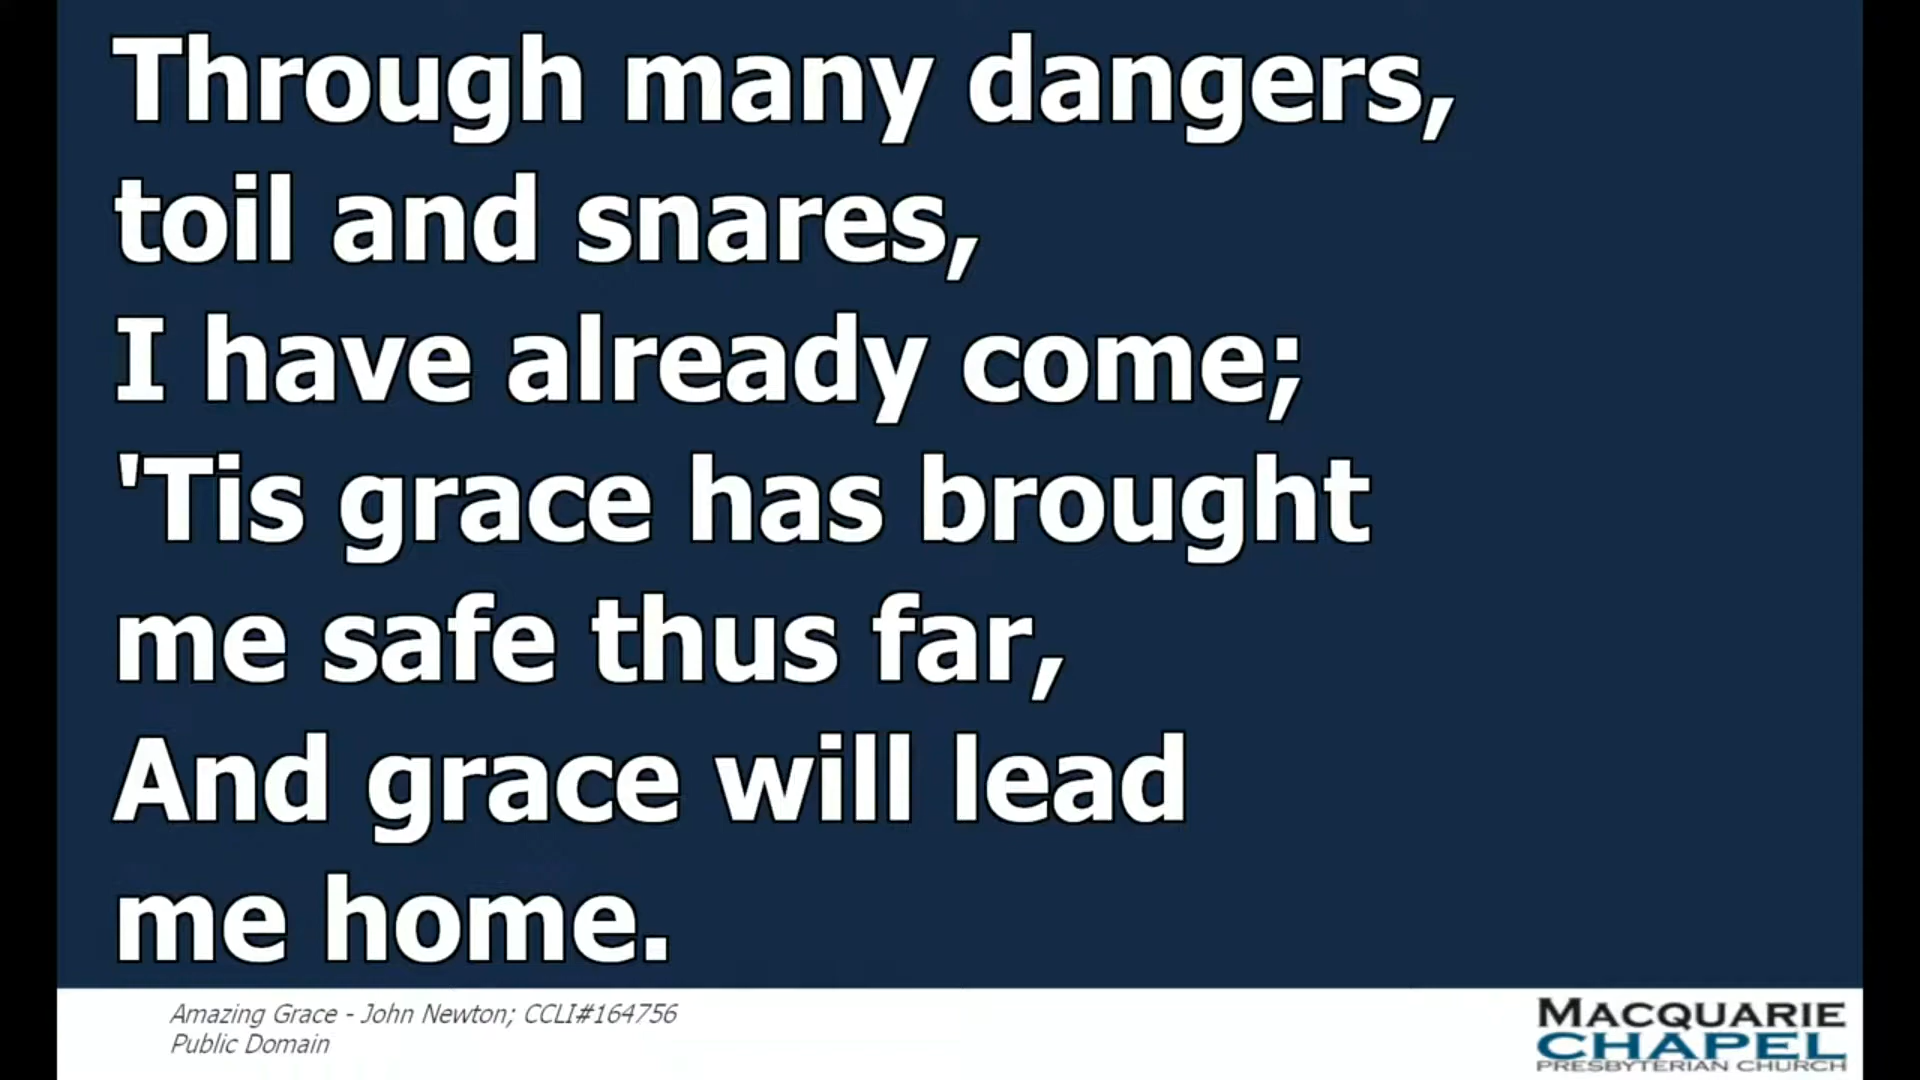 Through many dangers,
toil and snares,
I have already come;
'Tis grace has brought
me safe thus far,
And grace will lead
me home.
Amazing Grace - John Newton; CCLI#164756
Public Domain
MACQUARIE
CHAPEL
PRESBYTERIAN CHURCH